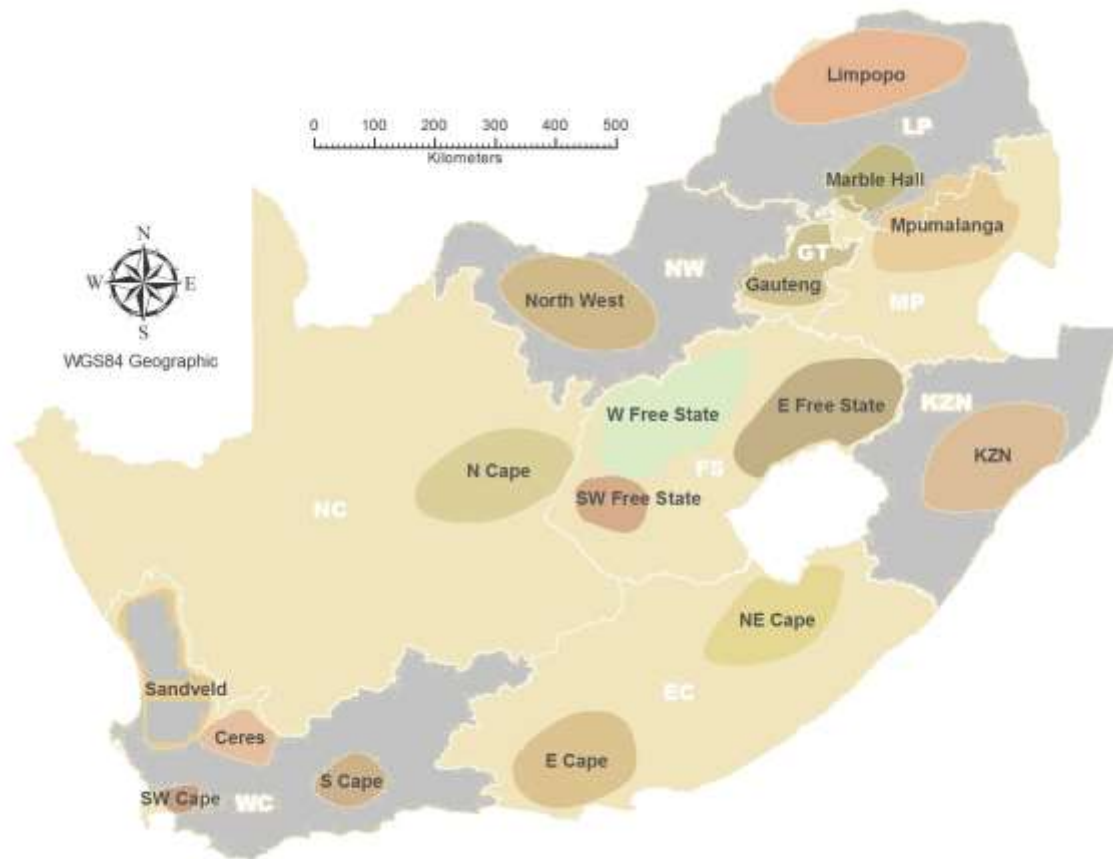 Limpopo
0 100 200 300 400 500
Kilometers
LP
Marble Hall
Mpumalanga
N
W E
S
WGS84 Geographic
NW
GT
Gauteng
North West
MP
W Free State
E Free State
KZN
KZN
N Cape
FS
SW Free State
NC
NE Cape
Sandveld
EC
Ceres
E Cape
S Cape
SW Cape
WC